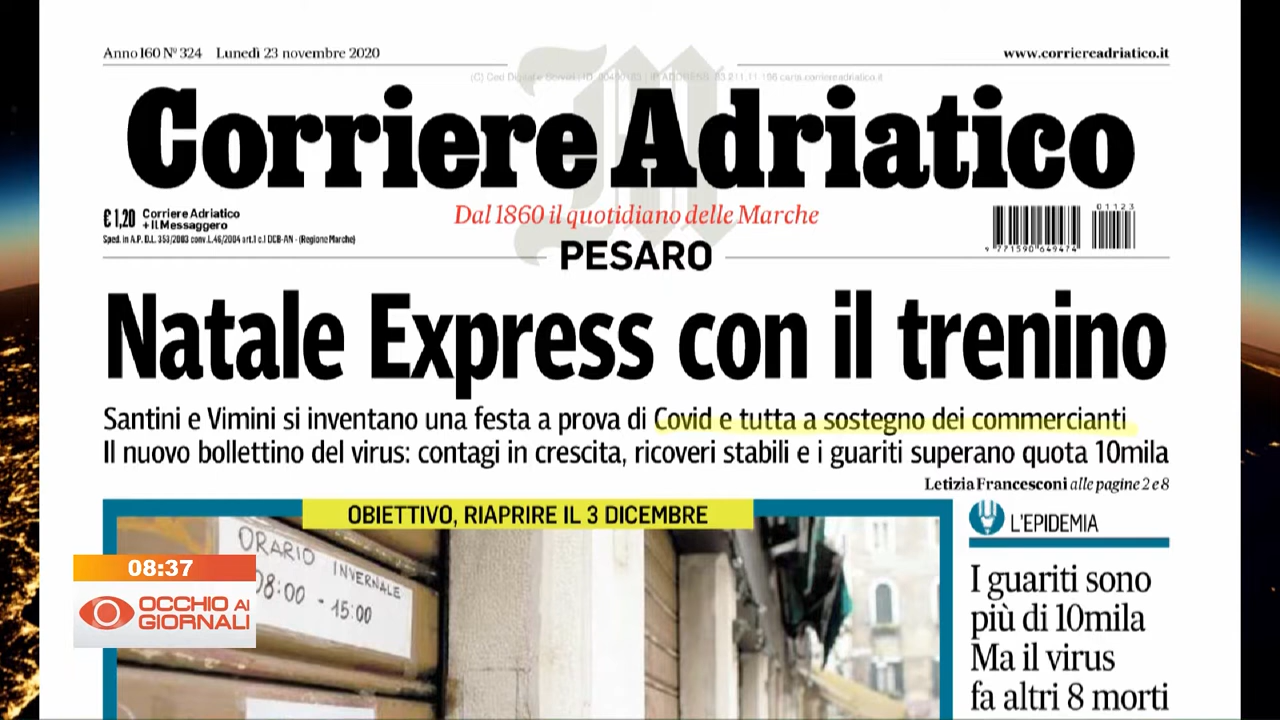 Anno 160 N° 324 Lunedì 23 novembre 2020
www.corriereadriatico.it
Corriere Adriatico
€ 1,20 Corriere Adriatico
+ Il Messaggero
Dal 1860 il quotidiano delle Marche
01123
9 771590 649474
PESARO
Natale Express con il trenino
Santini e Vimini si inventano una festa a prova di Covid e tutta a sostegno dei commercianti
Il nuovo bollettino del virus: contagi in crescita, ricoveri stabili e i guariti superano quota 10mila
Letizia Francesconi alle pagine 2 e 8
OBIETTIVO, RIAPRIRE IL 3 DICEMBRE
ORARIO INVERNALE
08:00 - 15:00
L'EPIDEMIA
I guariti sono
più di 10mila
Ma il virus
fa altri 8 morti
08:37
OCCHIO AI
GIORNALI